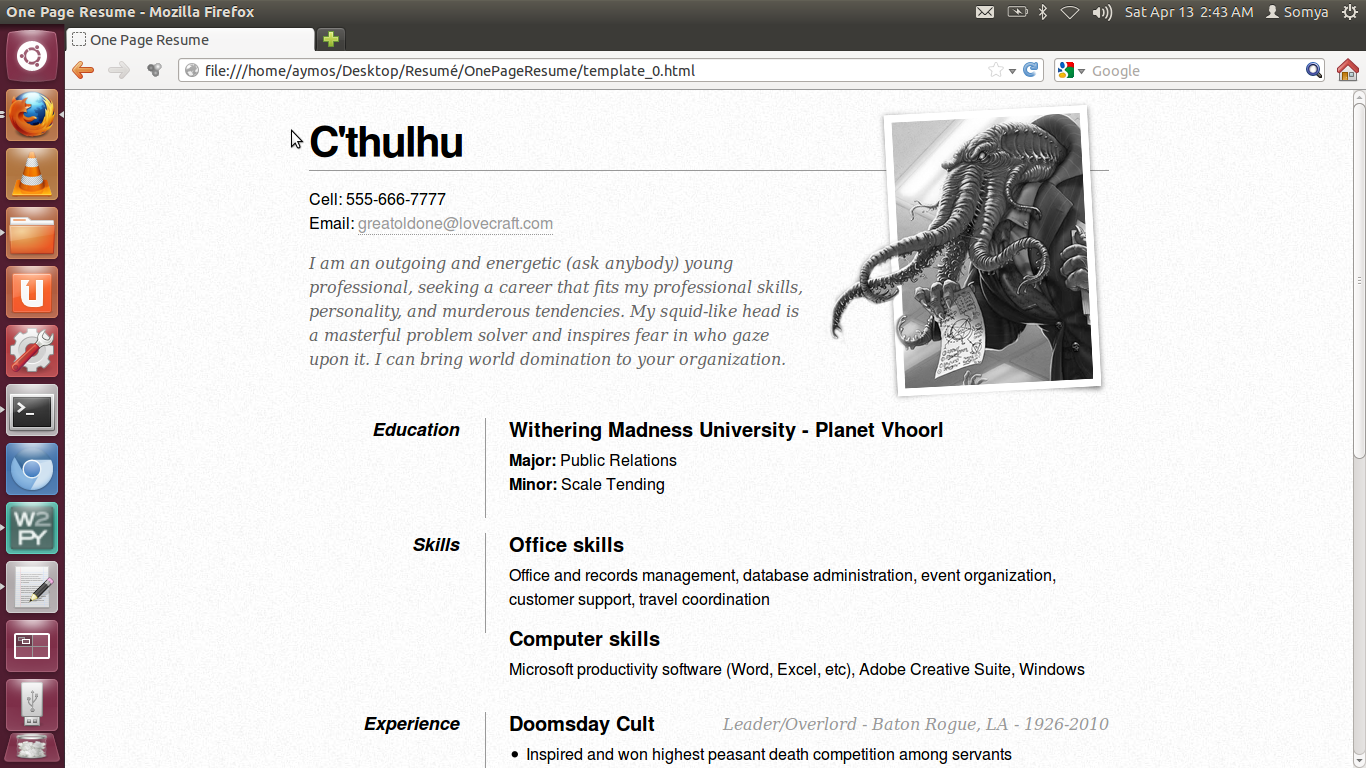 One Page Resume - Mozilla Firefox
Sat Apr 13 2:43 AM
Somya
One Page Resume
file:///home/aymos/Desktop/Resumé/OnePageResume/template_0.html
Google
C'thulhu
Cell: 555-666-7777
Email: greatoldone@lovecraft.com
I am an outgoing and energetic (ask anybody) young
professional, seeking a career that fits my professional skills,
personality, and murderous tendencies. My squid-like head is
a masterful problem solver and inspires fear in who gaze
upon it. I can bring world domination to your organization.
Education
Withering Madness University - Planet Vhoorl
Major: Public Relations
Minor: Scale Tending
Skills
Office skills
Office and records management, database administration, event organization,
customer support, travel coordination
Computer skills
Microsoft productivity software (Word, Excel, etc), Adobe Creative Suite, Windows
Experience
Doomsday Cult
Leader/Overlord - Baton Rogue, LA - 1926-2010
• Inspired and won highest peasant death competition among servants
W2
PY